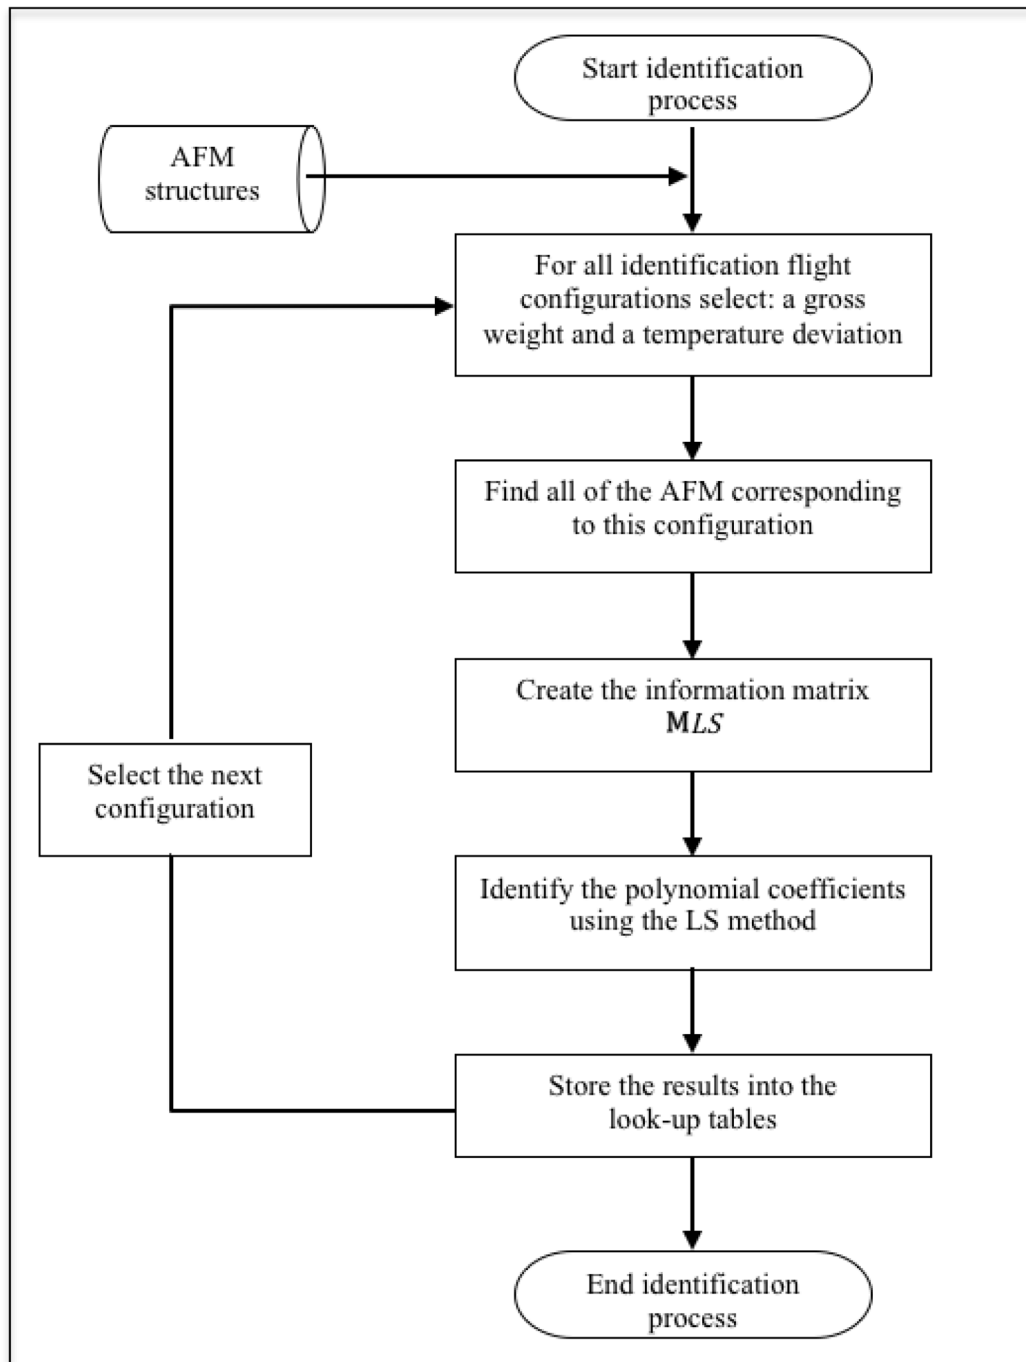 Start identification
process
AFM
structures
For all identification flight
configurations select: a gross
weight and a temperature deviation
Find all of the AFM corresponding
to this configuration
Create the information matrix
MLS
Select the next
configuration
Identify the polynomial coefficients
using the LS method
Store the results into the
look-up tables
End identification
process